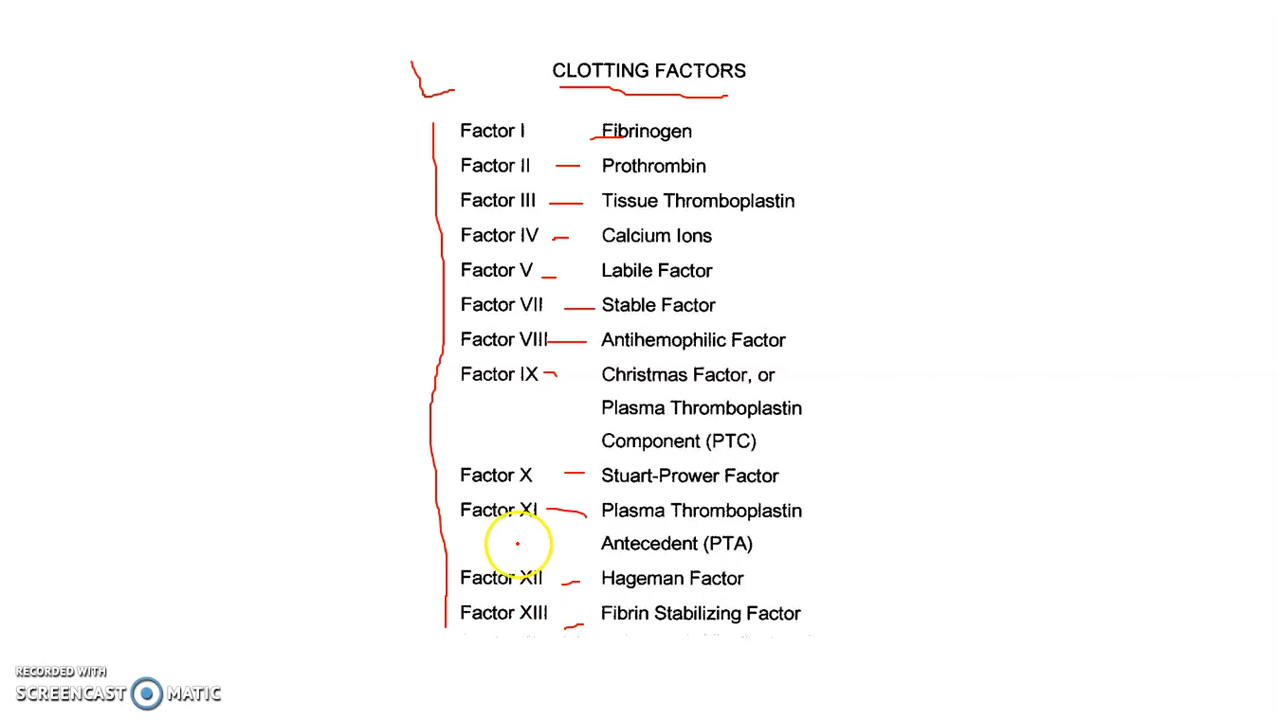 CLOTTING FACTORS
Factor I Fibrinogen
Factor II Prothrombin
Factor III Tissue Thromboplastin
Factor IV Calcium Ions
Factor V Labile Factor
Factor VII Stable Factor
Factor VIII Antihemophilic Factor
Factor IX Christmas Factor, or
Plasma Thromboplastin
Component (PTC)
Factor X Stuart-Prower Factor
Factor XI Plasma Thromboplastin
Antecedent (PTA)
Factor XII Hageman Factor
Factor XIII Fibrin Stabilizing Factor
RECORDED WITH
SCREENCAST MATIC